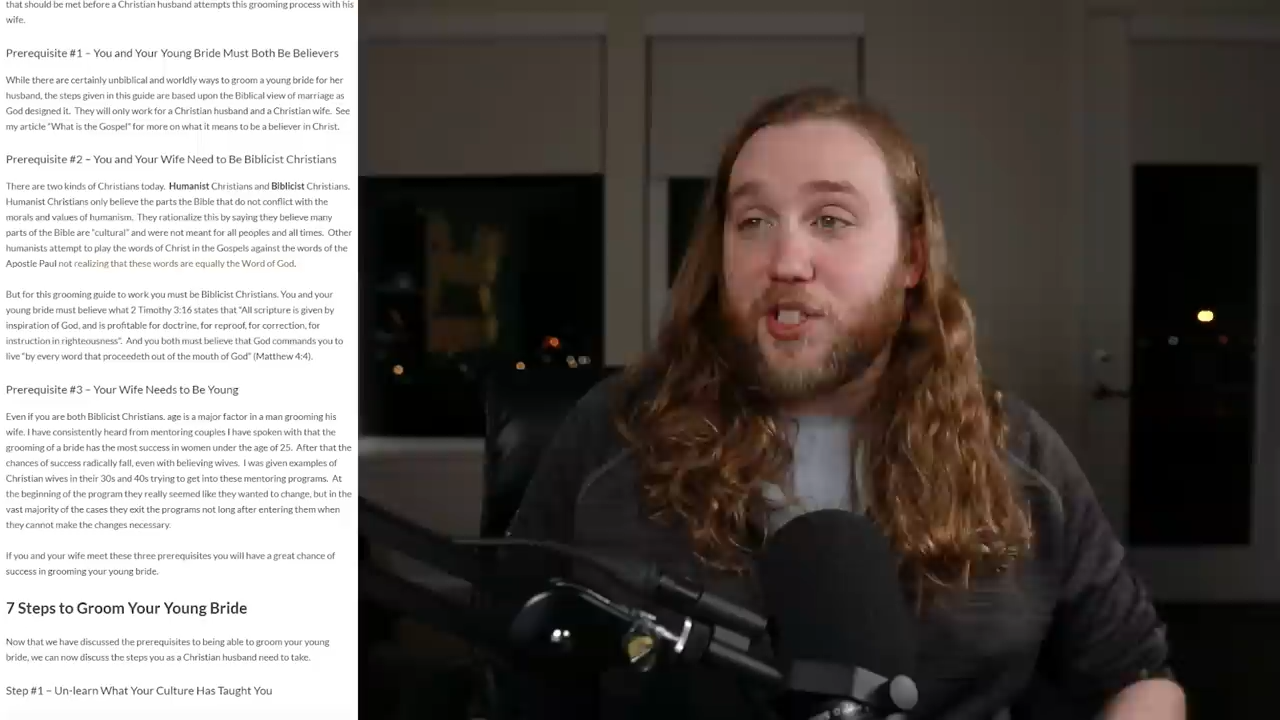 that should be met before a Christian husband attempts this grooming process with his
wife.
Prerequisite #1 – You and Your Young Bride Must Both Be Believers
While there are certainly unbiblical and worldly ways to groom a young bride for her
husband, the steps given in this guide are based upon the Biblical view of marriage as
God designed it. They will only work for a Christian husband and a Christian wife. See
my article "What is the Gospel" for more on what it means to be a believer in Christ.
Prerequisite #2 – You and Your Wife Need to Be Biblicist Christians
There are two kinds of Christians today. Humanist Christians and Biblicist Christians.
Humanist Christians only believe the parts the Bible that do not conflict with the
morals and values of humanism. They rationalize this by saying they believe many
parts of the Bible are "cultural" and were not meant for all peoples and all times. Other
humanists attempt to play the words of Christ in the Gospels against the words of the
Apostle Paul not realizing that these words are equally the Word of God.
But for this grooming guide to work you must be Biblicist Christians. You and your
young bride must believe what 2 Timothy 3:16 states that "All scripture is given by
inspiration of God, and is profitable for doctrine, for reproof, for correction, for
instruction in righteousness". And you both must believe that God commands you to
live "by every word that proceedeth out of the mouth of God" (Matthew 4:4).
Prerequisite #3 – Your Wife Needs to Be Young
Even if you are both Biblicist Christians, age is a major factor in a man grooming his
wife. I have consistently heard from mentoring couples I have spoken with that the
grooming of a bride has the most success in women under the age of 25. After that the
chances of success radically fall, even with believing wives. I was given examples of
Christian wives in their 30s and 40s trying to get into these mentoring programs. At
the beginning of the program they really seemed like they wanted to change, but in the
vast majority of the cases they exit the programs not long after entering them when
they cannot make the changes necessary.
If you and your wife meet these three prerequisites you will have a great chance of
success in grooming your young bride.
7 Steps to Groom Your Young Bride
Now that we have discussed the prerequisites to being able to groom your young
bride, we can now discuss the steps you as a Christian husband need to take.
Step #1 – Un-learn What Your Culture Has Taught You